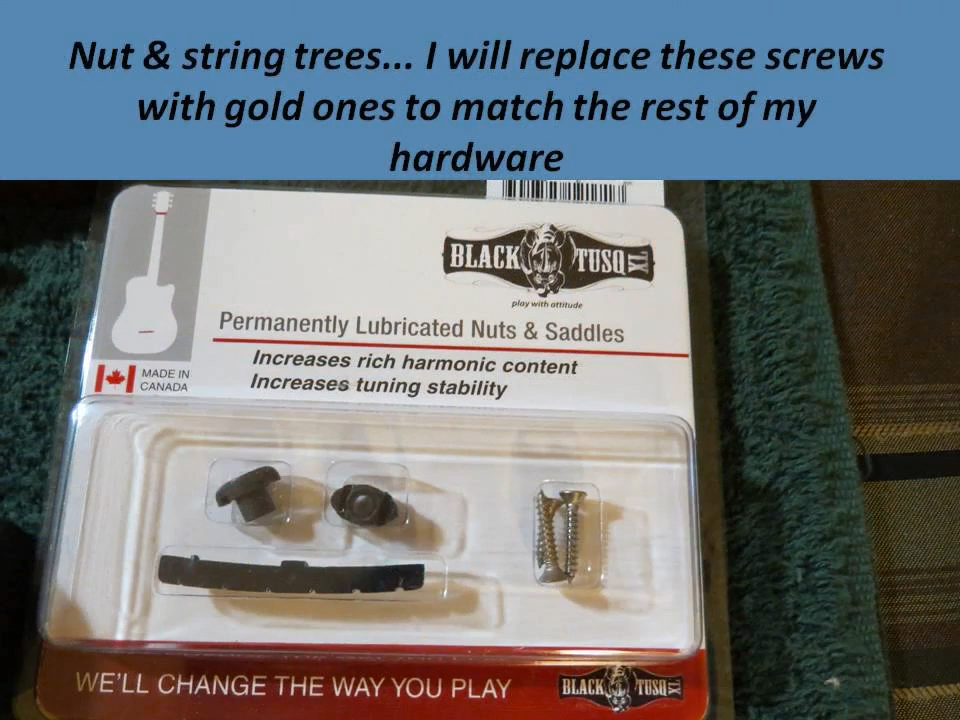 Nut & string trees... I will replace these screws
with gold ones to match the rest of my
hardware
BLACK TUSQ XL
play with attitude
Permanently Lubricated Nuts & Saddles
Increases rich harmonic content
Increases tuning stability
MADE IN
CANADA
WE'LL CHANGE THE WAY YOU PLAY
BLACK TUSQ XL